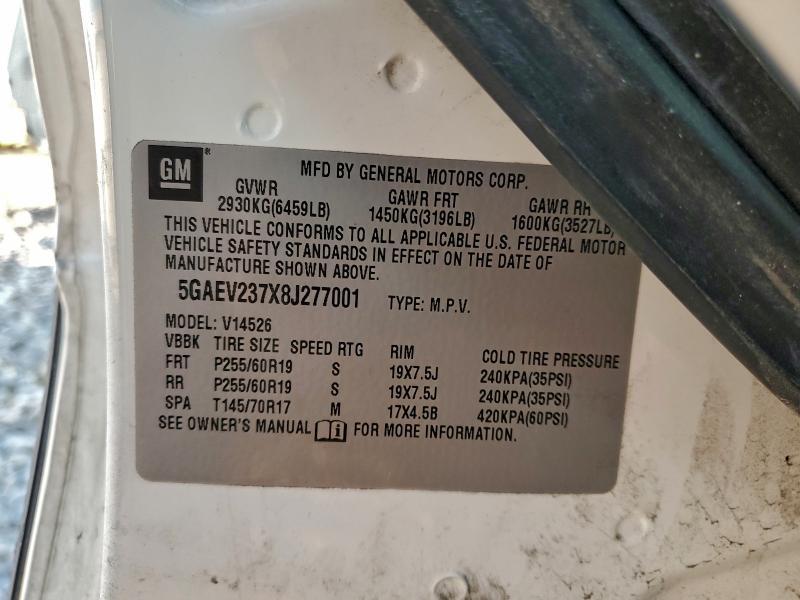 GM ® MFD BY GENERAL MOTORS CORP.
GVWR GAWR FRT GAWR RR
2930KG(6459LB) 1450KG(3196LB) 1600KG(3527LB)
THIS VEHICLE CONFORMS TO ALL APPLICABLE U.S. FEDERAL MOTOR
VEHICLE SAFETY STANDARDS IN EFFECT ON THE DATE OF
MANUFACTURE SHOWN ABOVE.
5GAEV237X8J277001 TYPE: M.P.V.
MODEL: V14526
VBBK TIRE SIZE SPEED RTG RIM COLD TIRE PRESSURE
FRT P255/60R19 S 19X7.5J 240KPA(35PSI)
RR P255/60R19 S 19X7.5J 240KPA(35PSI)
SPA T145/70R17 M 17X4.5B 420KPA(60PSI)
SEE OWNER'S MANUAL i FOR MORE INFORMATION.